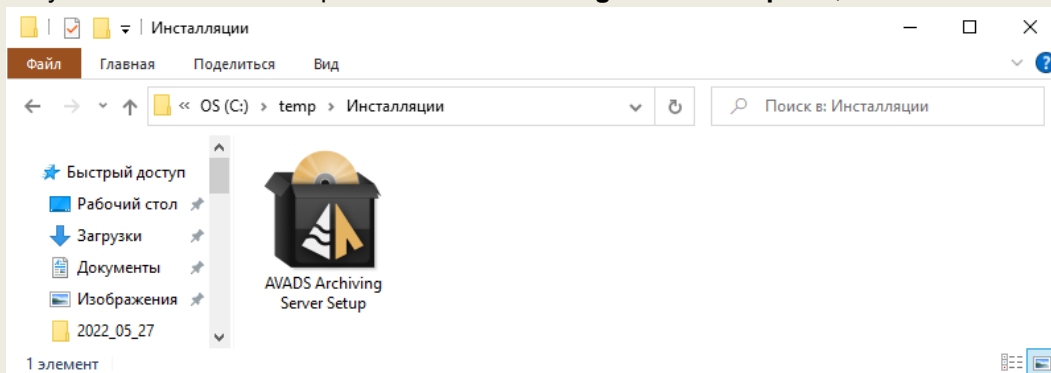 Инсталляции
Файл Главная Поделиться Вид
« OS (C:) › temp › Инсталляции
Поиск в: Инсталляции
Быстрый доступ
Рабочий стол
Загрузки
Документы
Изображения
2022_05_27
AVADS Archiving
Server Setup
1 элемент